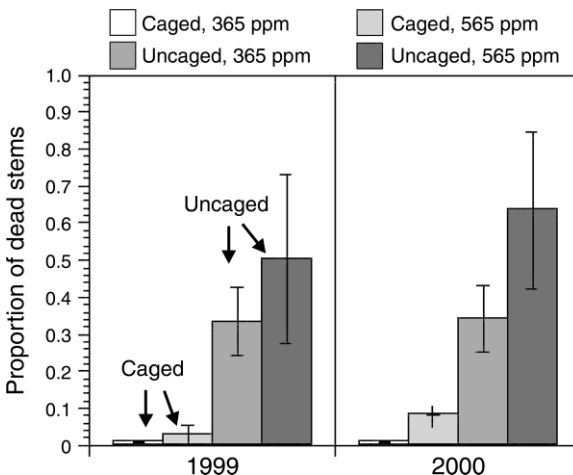 Caged, 365 ppm
Caged, 565 ppm
Uncaged, 365 ppm
Uncaged, 565 ppm
Proportion of dead stems
1.0
0.9
0.8
0.7
0.6
0.5
0.4
0.3
0.2
0.1
0
Uncaged
Caged
1999
2000